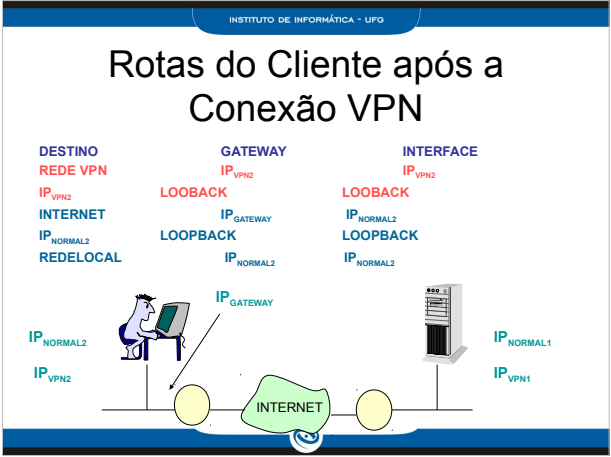 INSTITUTO DE INFORMÁTICA - UFG
Rotas do Cliente após a
Conexão VPN
DESTINO GATEWAY INTERFACE
REDE VPN IPVPN2 IPVPN2
IPVPN2 LOOBACK LOOBACK
INTERNET IPGATEWAY IPNORMAL2
IPNORMAL2 LOOPBACK LOOPBACK
REDELOCAL IPNORMAL2 IPNORMAL2
IPGATEWAY
IPNORMAL2 IPNORMAL1
IPVPN2 IPVPN1
INTERNET